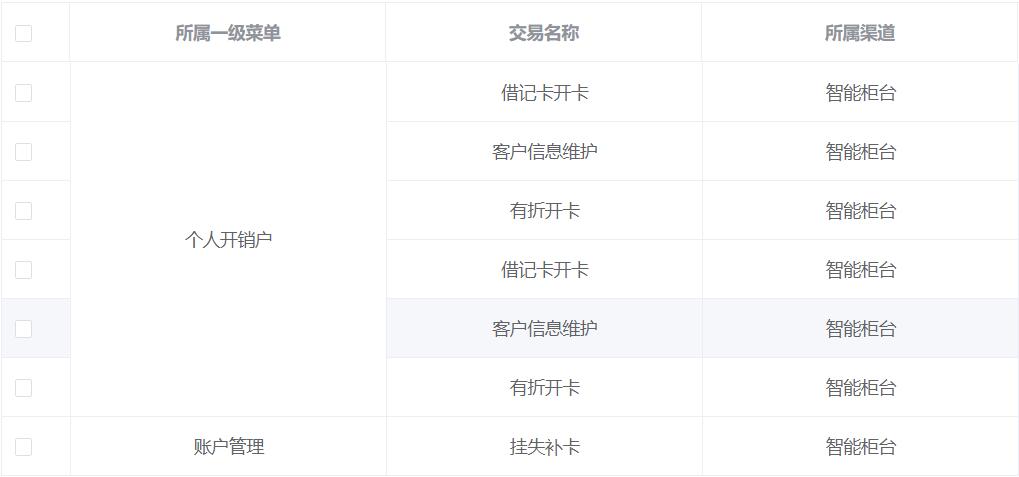 所属一级菜单 交易名称 所属渠道
借记卡开卡 智能柜台
客户信息维护 智能柜台
有折开卡 智能柜台
个人开销户
借记卡开卡 智能柜台
客户信息维护 智能柜台
有折开卡 智能柜台
账户管理 挂失补卡 智能柜台